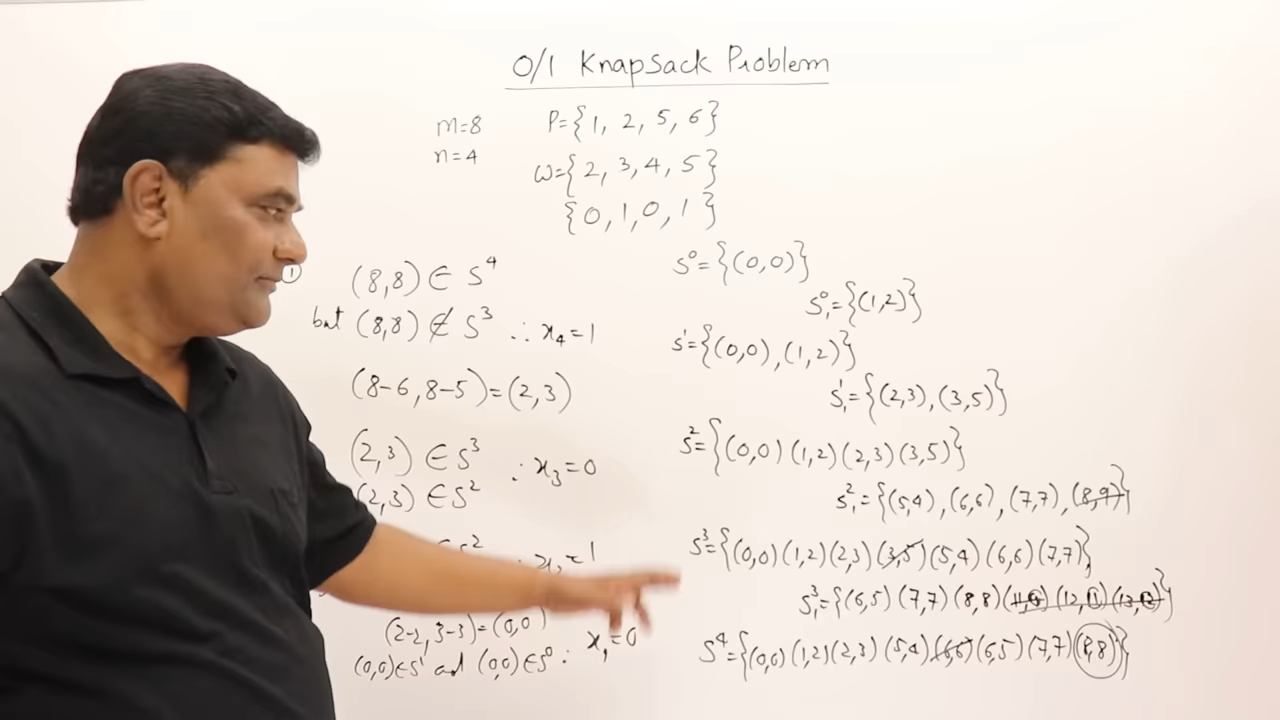 0/1 Knapsack Problem
m=8
n=4
P={1, 2, 5, 6}
ω={2, 3, 4, 5}
{0, 1, 0, 1}
① (8,8) ∈ S⁴
but (8,8) ∉ S³ ∴ x₄=1
(8-6, 8-5)=(2,3)
(2,3) ∈ S³
(2,3) ∈ S² ∴ x₃=0
(2-2, 3-3)=(0,0)
(0,0)∈S¹ and (0,0)∈S⁰ ∴ x₁=0
S⁰={(0,0)}
S⁰₁={(1,2)}
S¹={(0,0),(1,2)}
S¹₁={(2,3),(3,5)}
S²={(0,0)(1,2)(2,3)(3,5)}
S²₁={(5,4),(6,6),(7,7),(8,9)}
S³={(0,0)(1,2)(2,3)(3,5)(5,4)(6,6)(7,7)}
S³₁={(6,5)(7,7)(8,8)(11,9)(12,11)(13,12)}
S⁴={(0,0)(1,2)(2,3)(5,4)(6,6)(6,5)(7,7)(8,8)}